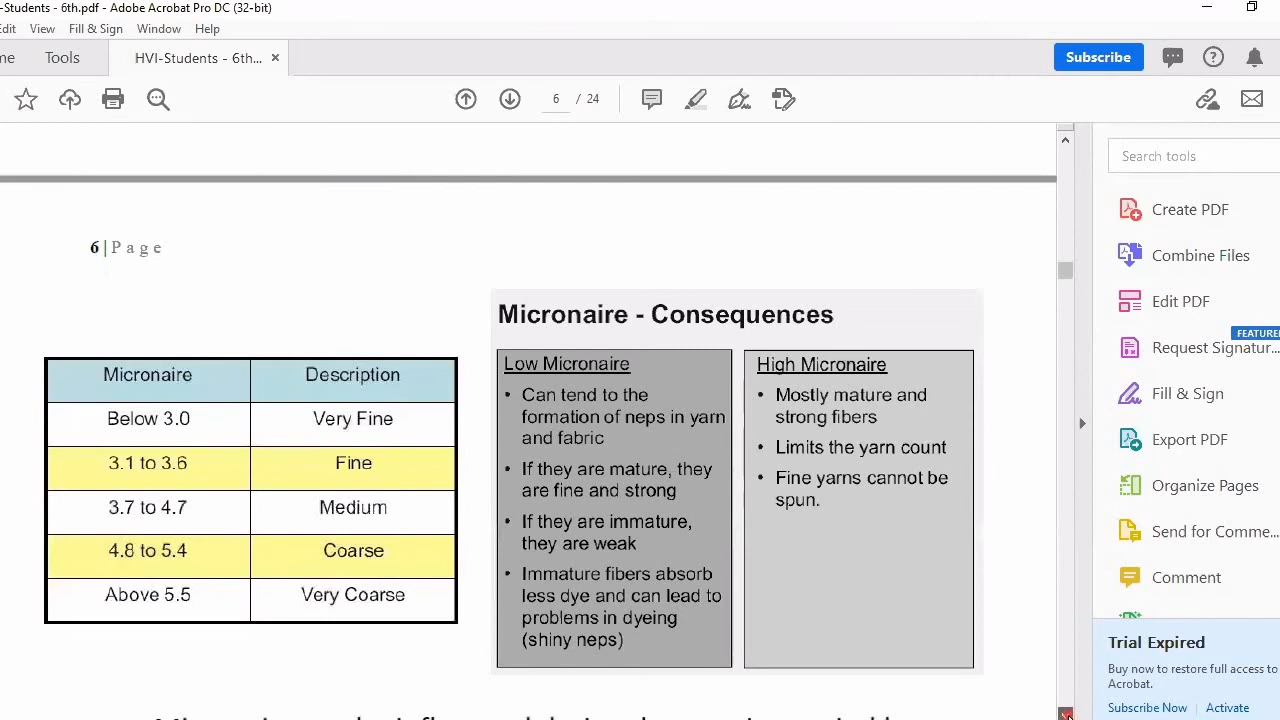 -Students - 6th.pdf - Adobe Acrobat Pro DC (32-bit)
Edit View Fill & Sign Window Help
me Tools HVI-Students - 6th... × Subscribe
6 / 24
Search tools
6 | P a g e
Micronaire Description
Below 3.0 Very Fine
3.1 to 3.6 Fine
3.7 to 4.7 Medium
4.8 to 5.4 Coarse
Above 5.5 Very Coarse
Micronaire - Consequences
Low Micronaire
• Can tend to the
formation of neps in yarn
and fabric
• If they are mature, they
are fine and strong
• If they are immature,
they are weak
• Immature fibers absorb
less dye and can lead to
problems in dyeing
(shiny neps)
High Micronaire
• Mostly mature and
strong fibers
• Limits the yarn count
• Fine yarns cannot be
spun.
Create PDF
Combine Files
Edit PDF
FEATURE
Request Signatur...
Fill & Sign
Export PDF
Organize Pages
Send for Comme...
Comment
Trial Expired
Buy now to restore full access to
Acrobat.
Subscribe Now Activate